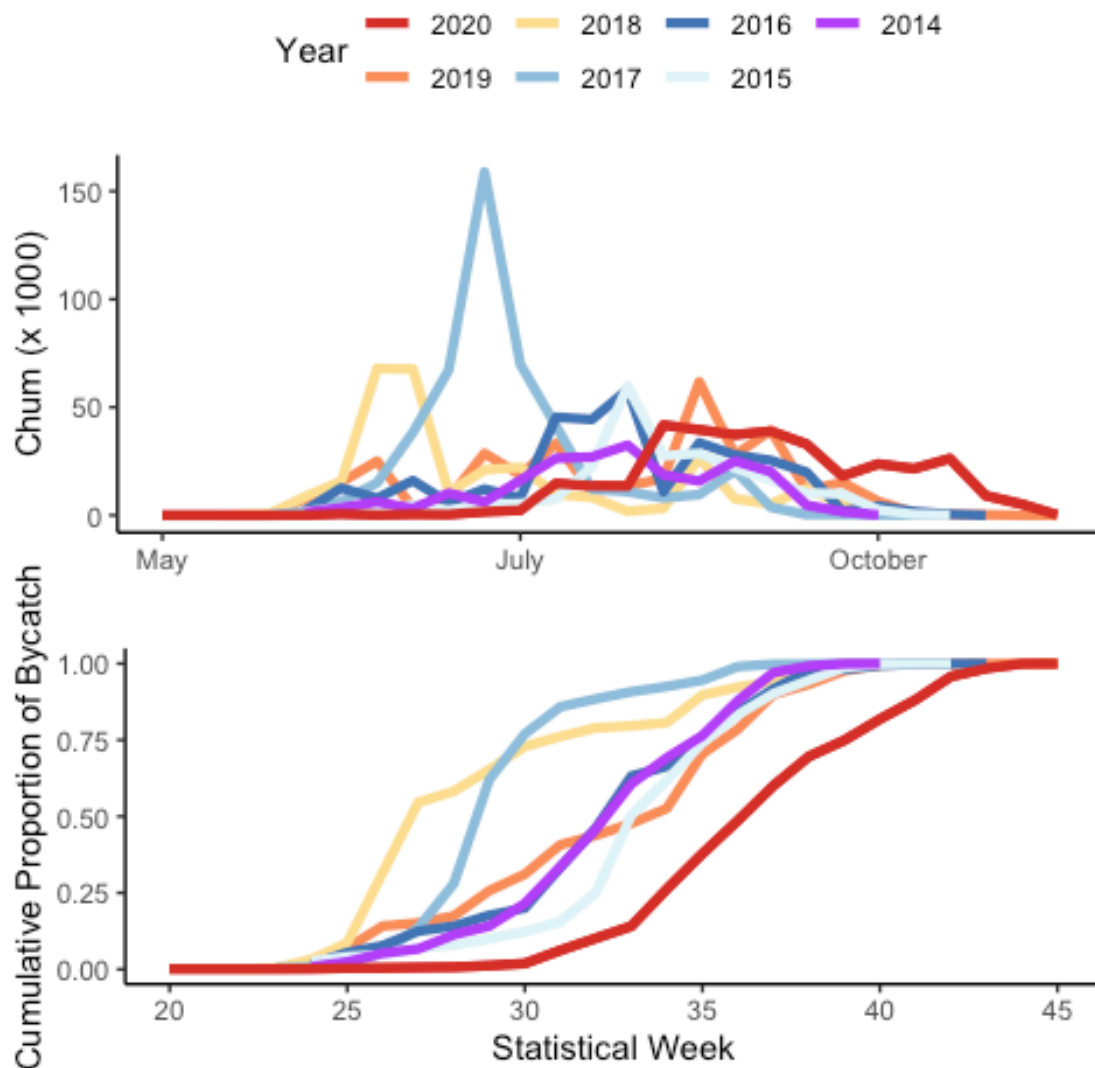 Year
2020 2018 2016 2014
2019 2017 2015
Chum (x 1000)
150
100
50
0
May July October
Cumulative Proportion of Bycatch
1.00
0.75
0.50
0.25
0.00
20 25 30 35 40 45
Statistical Week